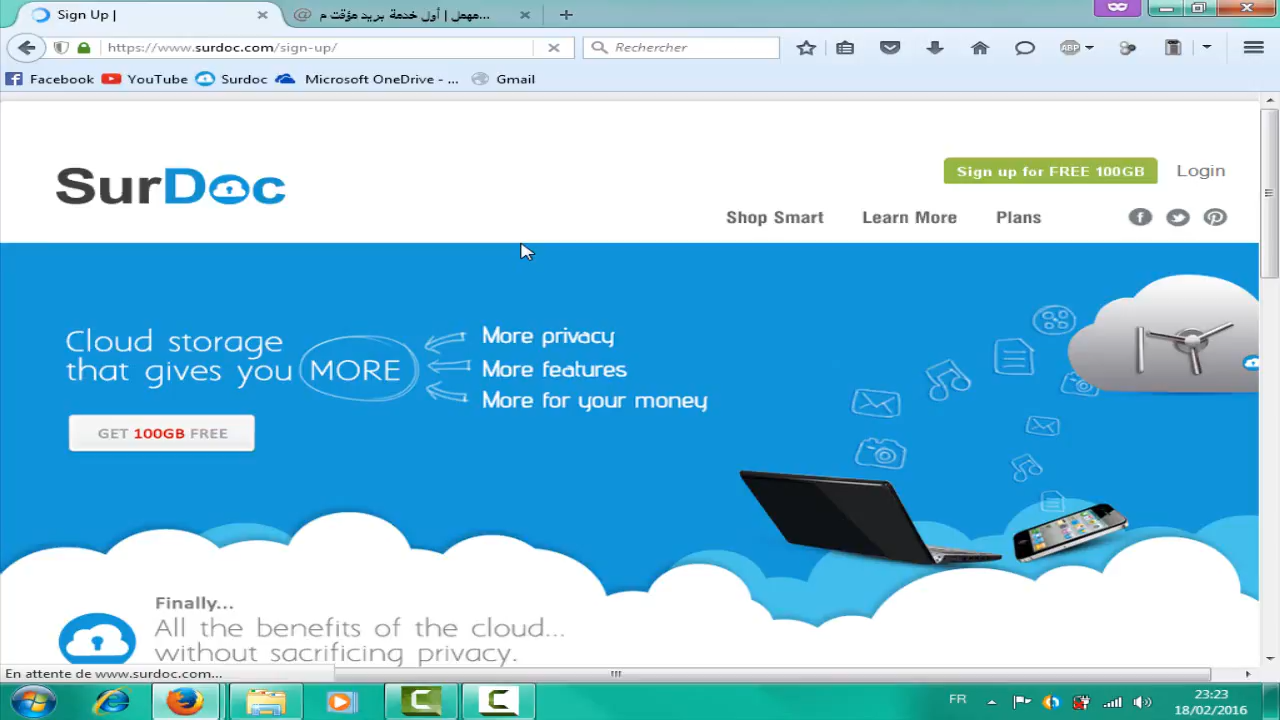 Sign Up |
مهمل | أول خدمة بريد مؤقت م...
https://www.surdoc.com/sign-up/
Rechercher
ABP
Facebook
YouTube
Surdoc
Microsoft OneDrive - ...
Gmail
SurDoc
Sign up for FREE 100GB
Login
Shop Smart
Learn More
Plans
Cloud storage
that gives you MORE
More privacy
More features
More for your money
GET 100GB FREE
Finally...
All the benefits of the cloud...
without sacrificing privacy.
En attente de www.surdoc.com...
FR
23:23
18/02/2016